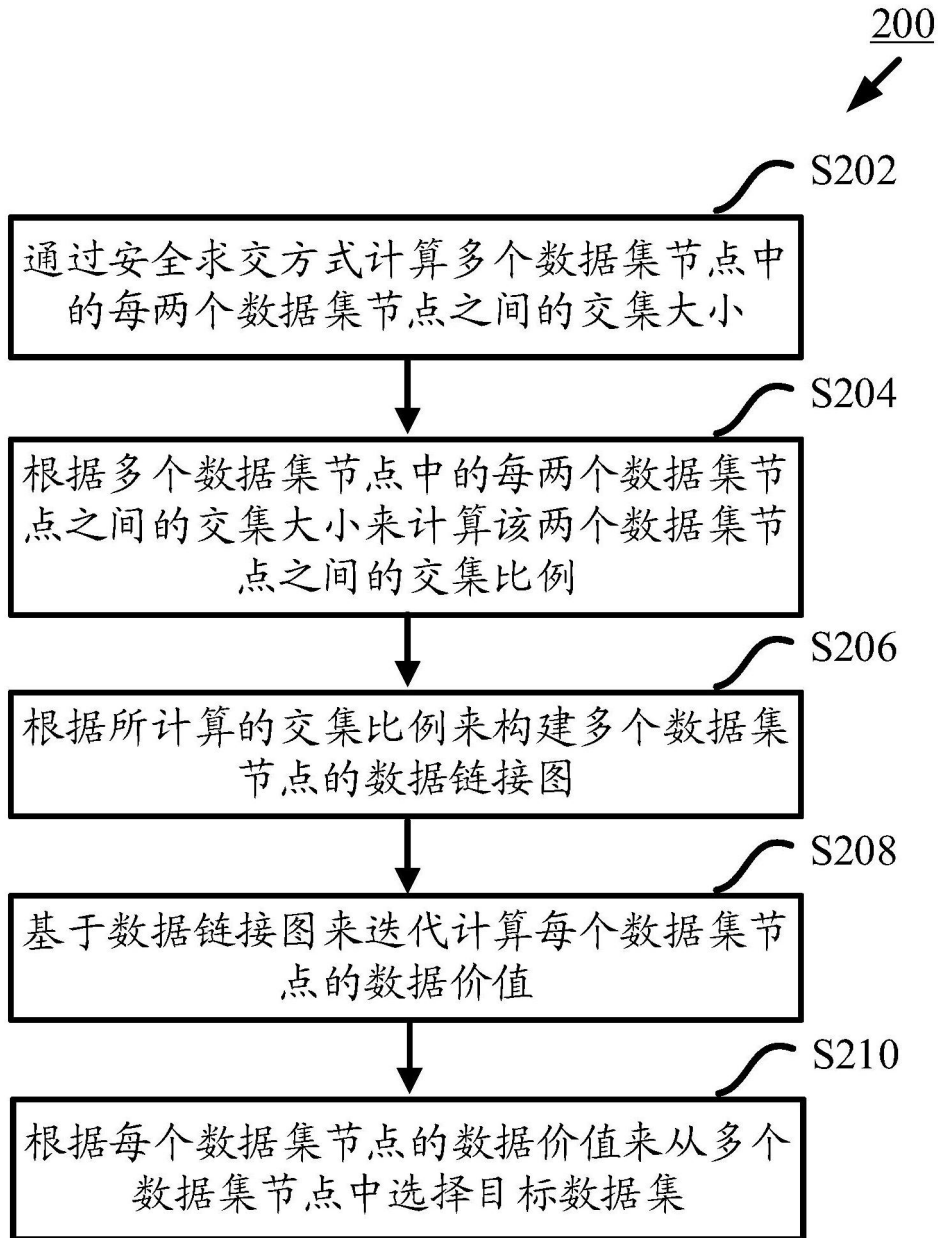 200
S202
通过安全求交方式计算多个数据集节点中
的每两个数据集节点之间的交集大小
S204
根据多个数据集节点中的每两个数据集节
点之间的交集大小来计算该两个数据集节
点之间的交集比例
S206
根据所计算的交集比例来构建多个数据集
节点的数据链接图
S208
基于数据链接图来迭代计算每个数据集节
点的数据价值
S210
根据每个数据集节点的数据价值来从多个
数据集节点中选择目标数据集